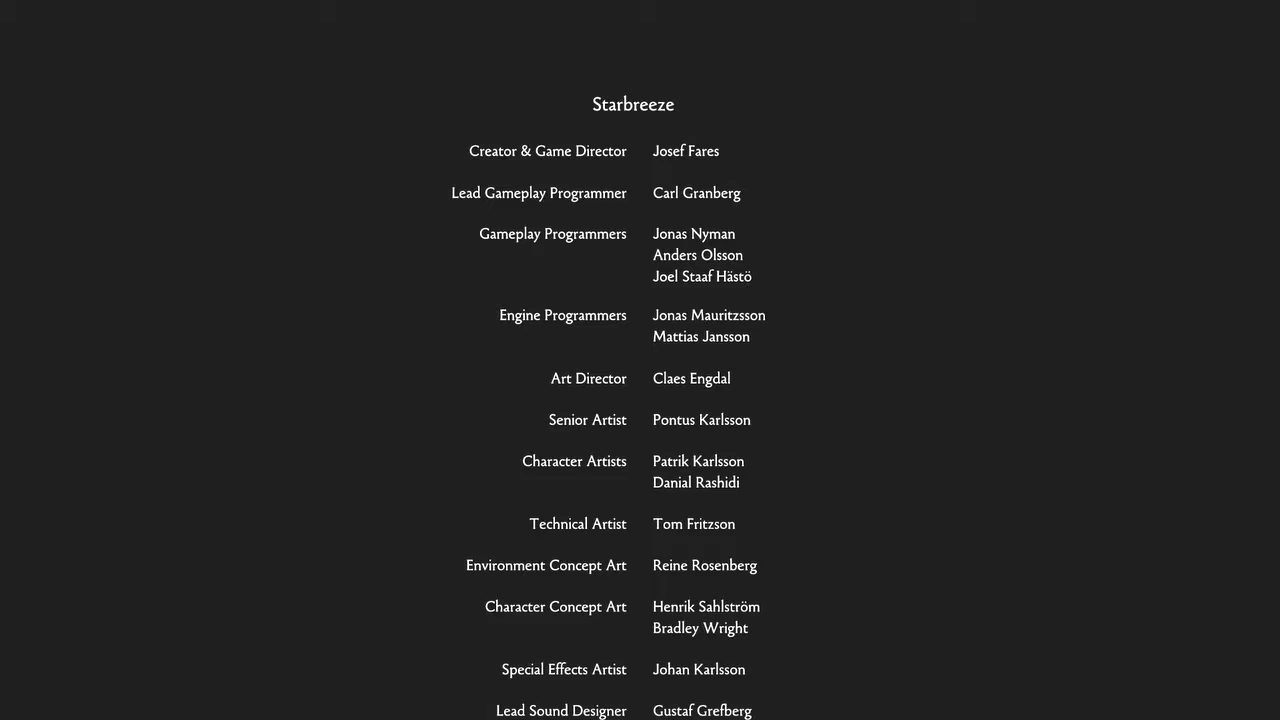 Starbreeze
Creator & Game Director Josef Fares
Lead Gameplay Programmer Carl Granberg
Gameplay Programmers Jonas Nyman
Anders Olsson
Joel Staaf Hästö
Engine Programmers Jonas Mauritzsson
Mattias Jansson
Art Director Claes Engdal
Senior Artist Pontus Karlsson
Character Artists Patrik Karlsson
Danial Rashidi
Technical Artist Tom Fritzson
Environment Concept Art Reine Rosenberg
Character Concept Art Henrik Sahlström
Bradley Wright
Special Effects Artist Johan Karlsson
Lead Sound Designer Gustaf Grefberg